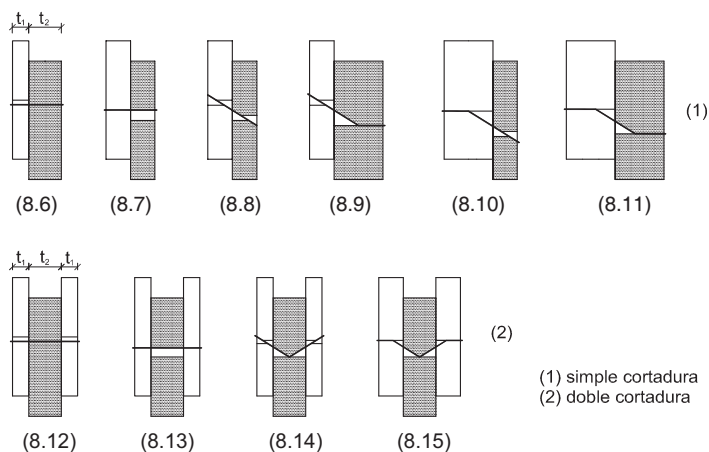 t1 t2
(1)
(8.6) (8.7) (8.8) (8.9) (8.10) (8.11)
t1 t2 t1
(2)
(1) simple cortadura
(2) doble cortadura
(8.12) (8.13) (8.14) (8.15)